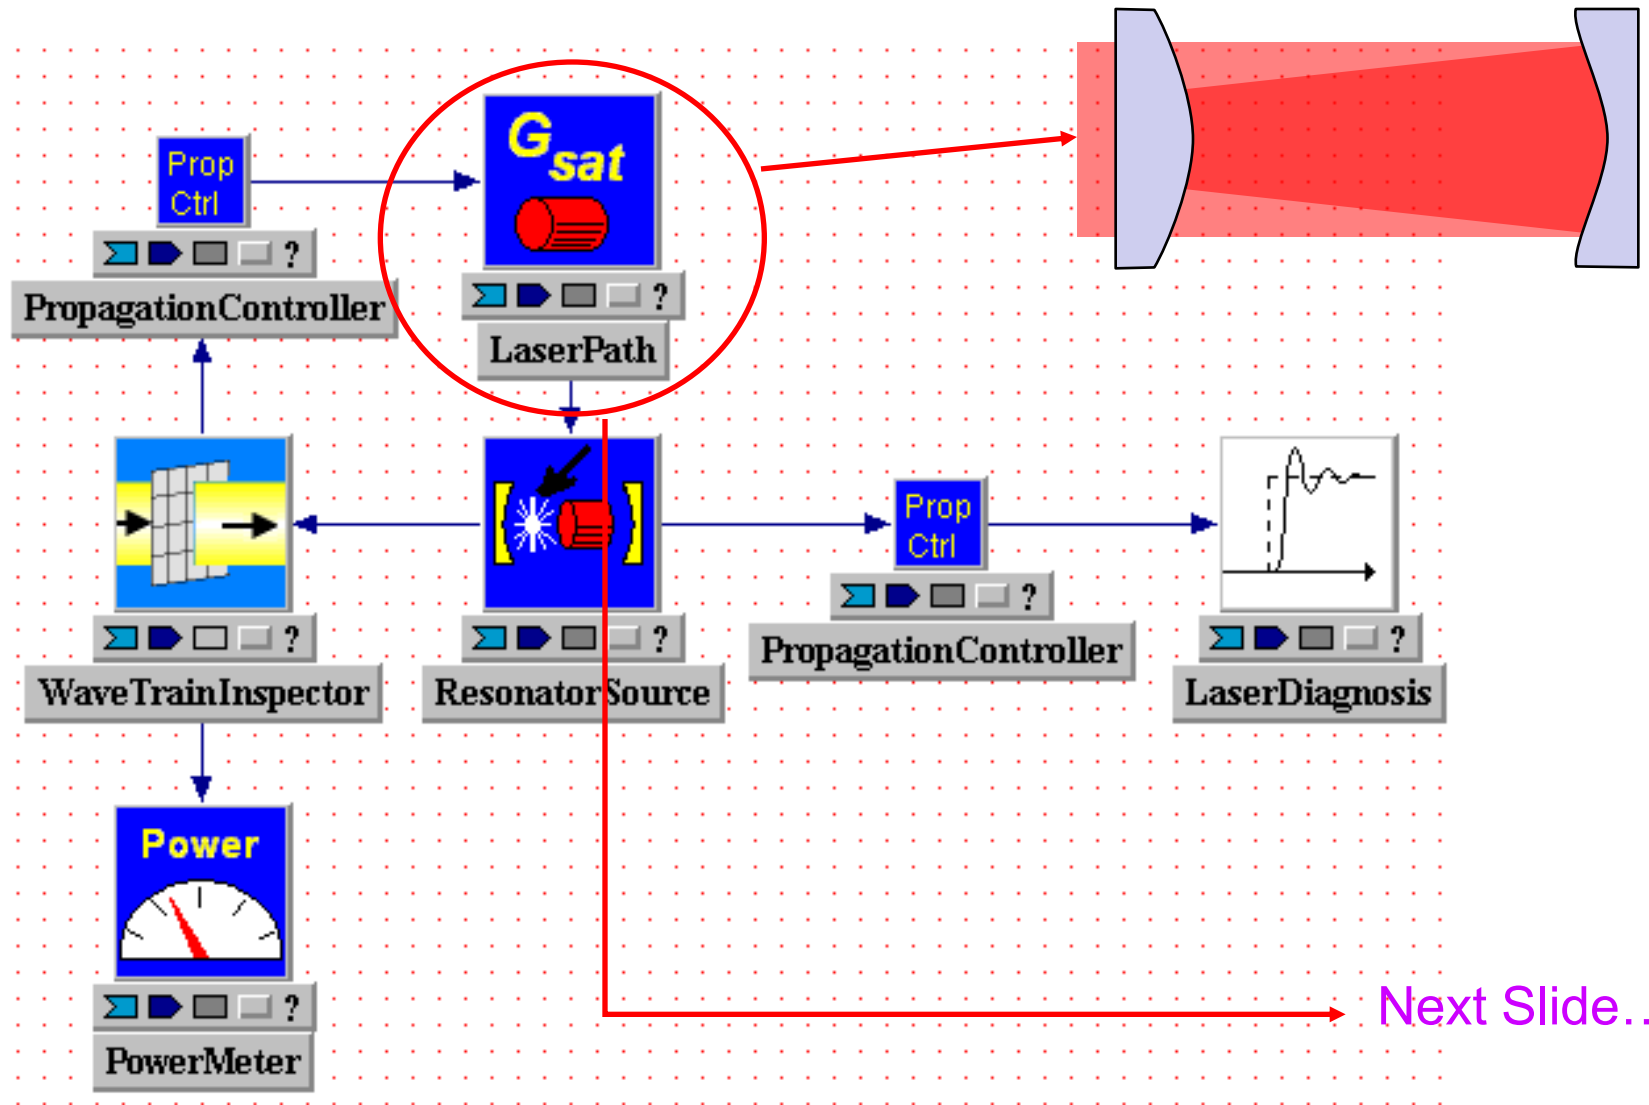 Prop
Ctrl
?
PropagationController
G
sat
?
LaserPath
?
WaveTrainInspector
?
ResonatorSource
Prop
Ctrl
?
PropagationController
?
LaserDiagnosis
Power
?
PowerMeter
Next Slide..